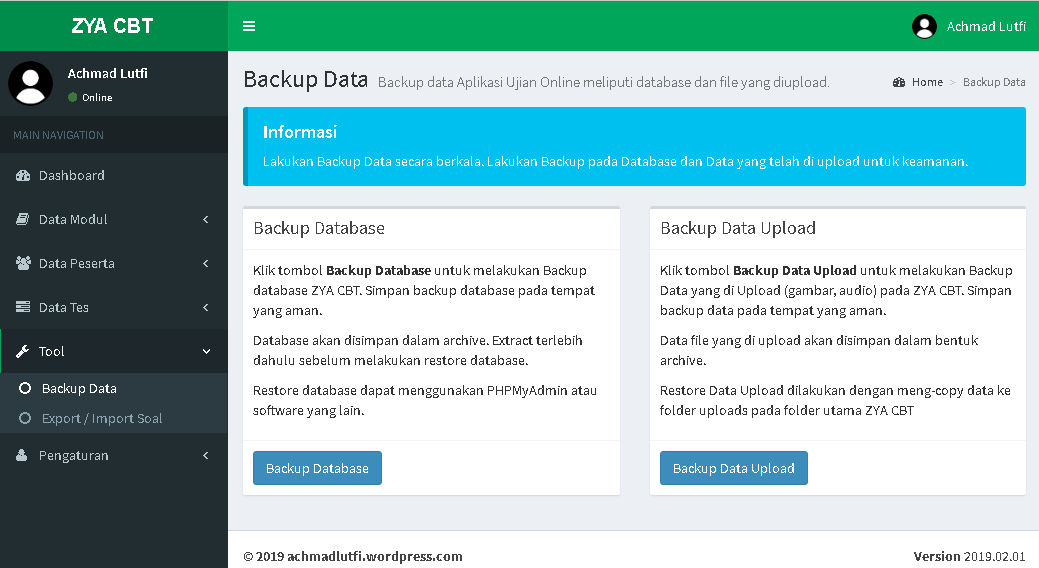 ZYA CBT
Achmad Lutfi
Achmad Lutfi
Online
MAIN NAVIGATION
Dashboard
Data Modul
Data Peserta
Data Tes
Tool
Backup Data
Export / Import Soal
Pengaturan
Backup Data Backup data Aplikasi Ujian Online meliputi database dan file yang diupload.
Home > Backup Data
Informasi
Lakukan Backup Data secara berkala. Lakukan Backup pada Database dan Data yang telah di upload untuk keamanan.
Backup Database
Klik tombol Backup Database untuk melakukan Backup
database ZYA CBT. Simpan backup database pada tempat
yang aman.
Database akan disimpan dalam archive. Extract terlebih
dahulu sebelum melakukan restore database.
Restore database dapat menggunakan PHPMyAdmin atau
software yang lain.
Backup Database
Backup Data Upload
Klik tombol Backup Data Upload untuk melakukan Backup
Data yang di Upload (gambar, audio) pada ZYA CBT. Simpan
backup data pada tempat yang aman.
Data file yang di upload akan disimpan dalam bentuk
archive.
Restore Data Upload dilakukan dengan meng-copy data ke
folder uploads pada folder utama ZYA CBT
Backup Data Upload
© 2019 achmadlutfi.wordpress.com
Version 2019.02.01